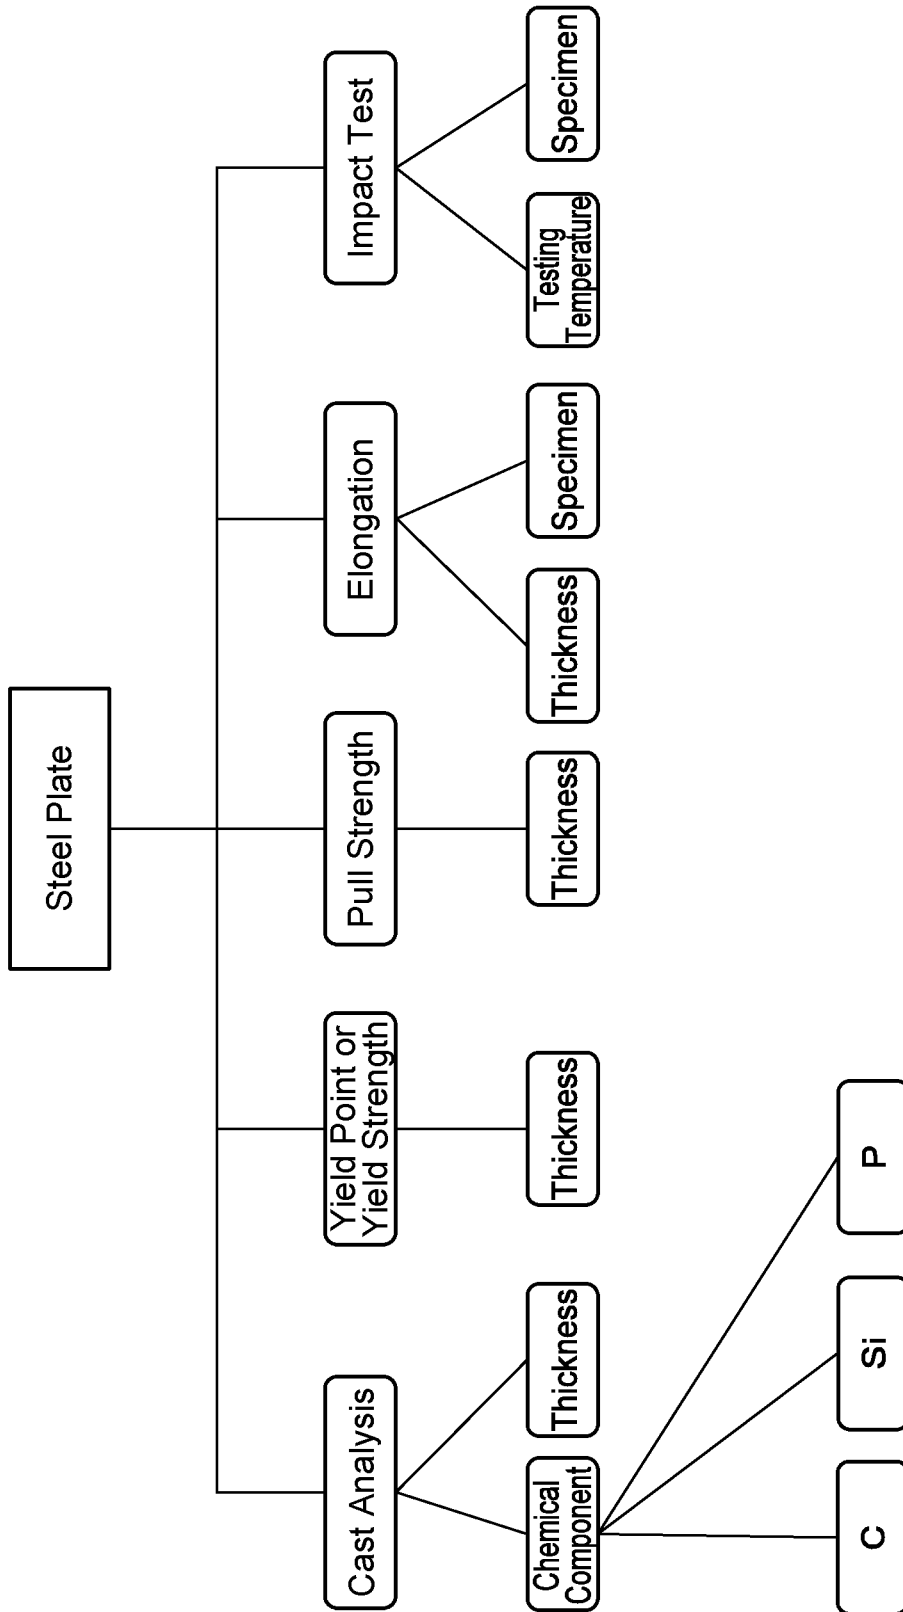 Steel Plate
Cast Analysis
Yield Point or
Yield Strength
Pull Strength
Elongation
Impact Test
Chemical
Component
Thickness
Thickness
Thickness
Thickness
Specimen
Testing
Temperature
Specimen
C
Si
P